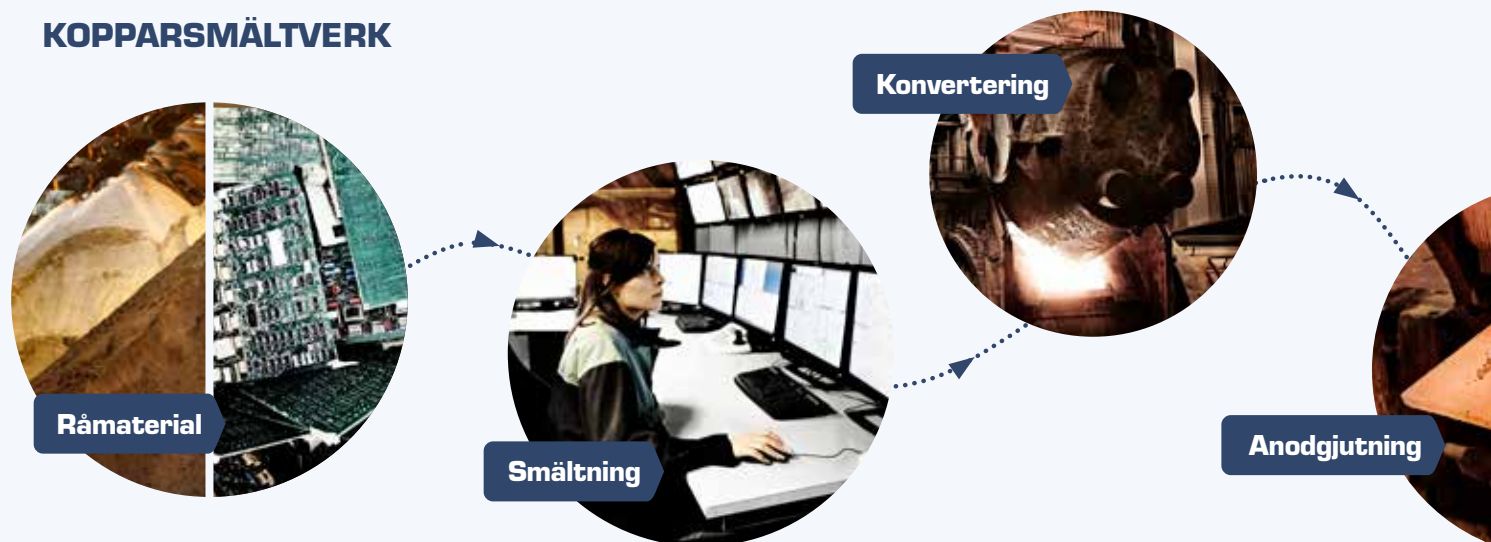 KOPPARSMÄLTVERK
Råmaterial
Smältning
Konvertering
Anodgjutning